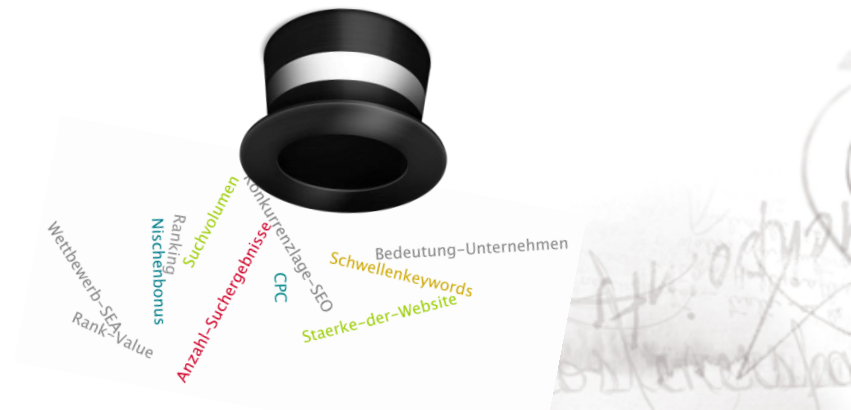 Suchvolumen
Konkurrenzlage-SEO
Ranking
Nischenbonus
Wettbewerb-SEA
Rank-Value
Anzahl-Suchergebnisse
CPC
Bedeutung-Unternehmen
Schwellenkeywords
Staerke-der-Website